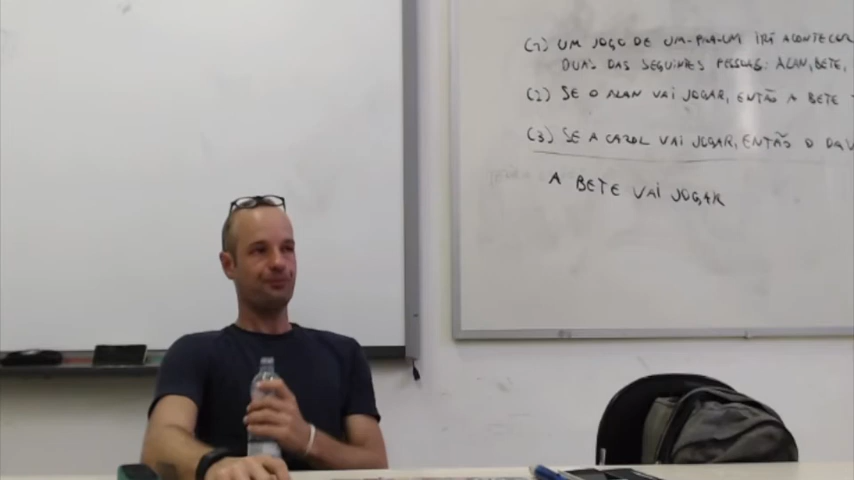 (1) UM JOGO DE UM-PRA-UM IRÁ ACONTECER
DUAS DAS SEGUINTES PESSOAS: ALAN, BETE,
(2) SE O ALAN VAI JOGAR, ENTÃO A BETE
(3) SE A CAROL VAI JOGAR, ENTÃO O DAV
A BETE VAI JOGAR